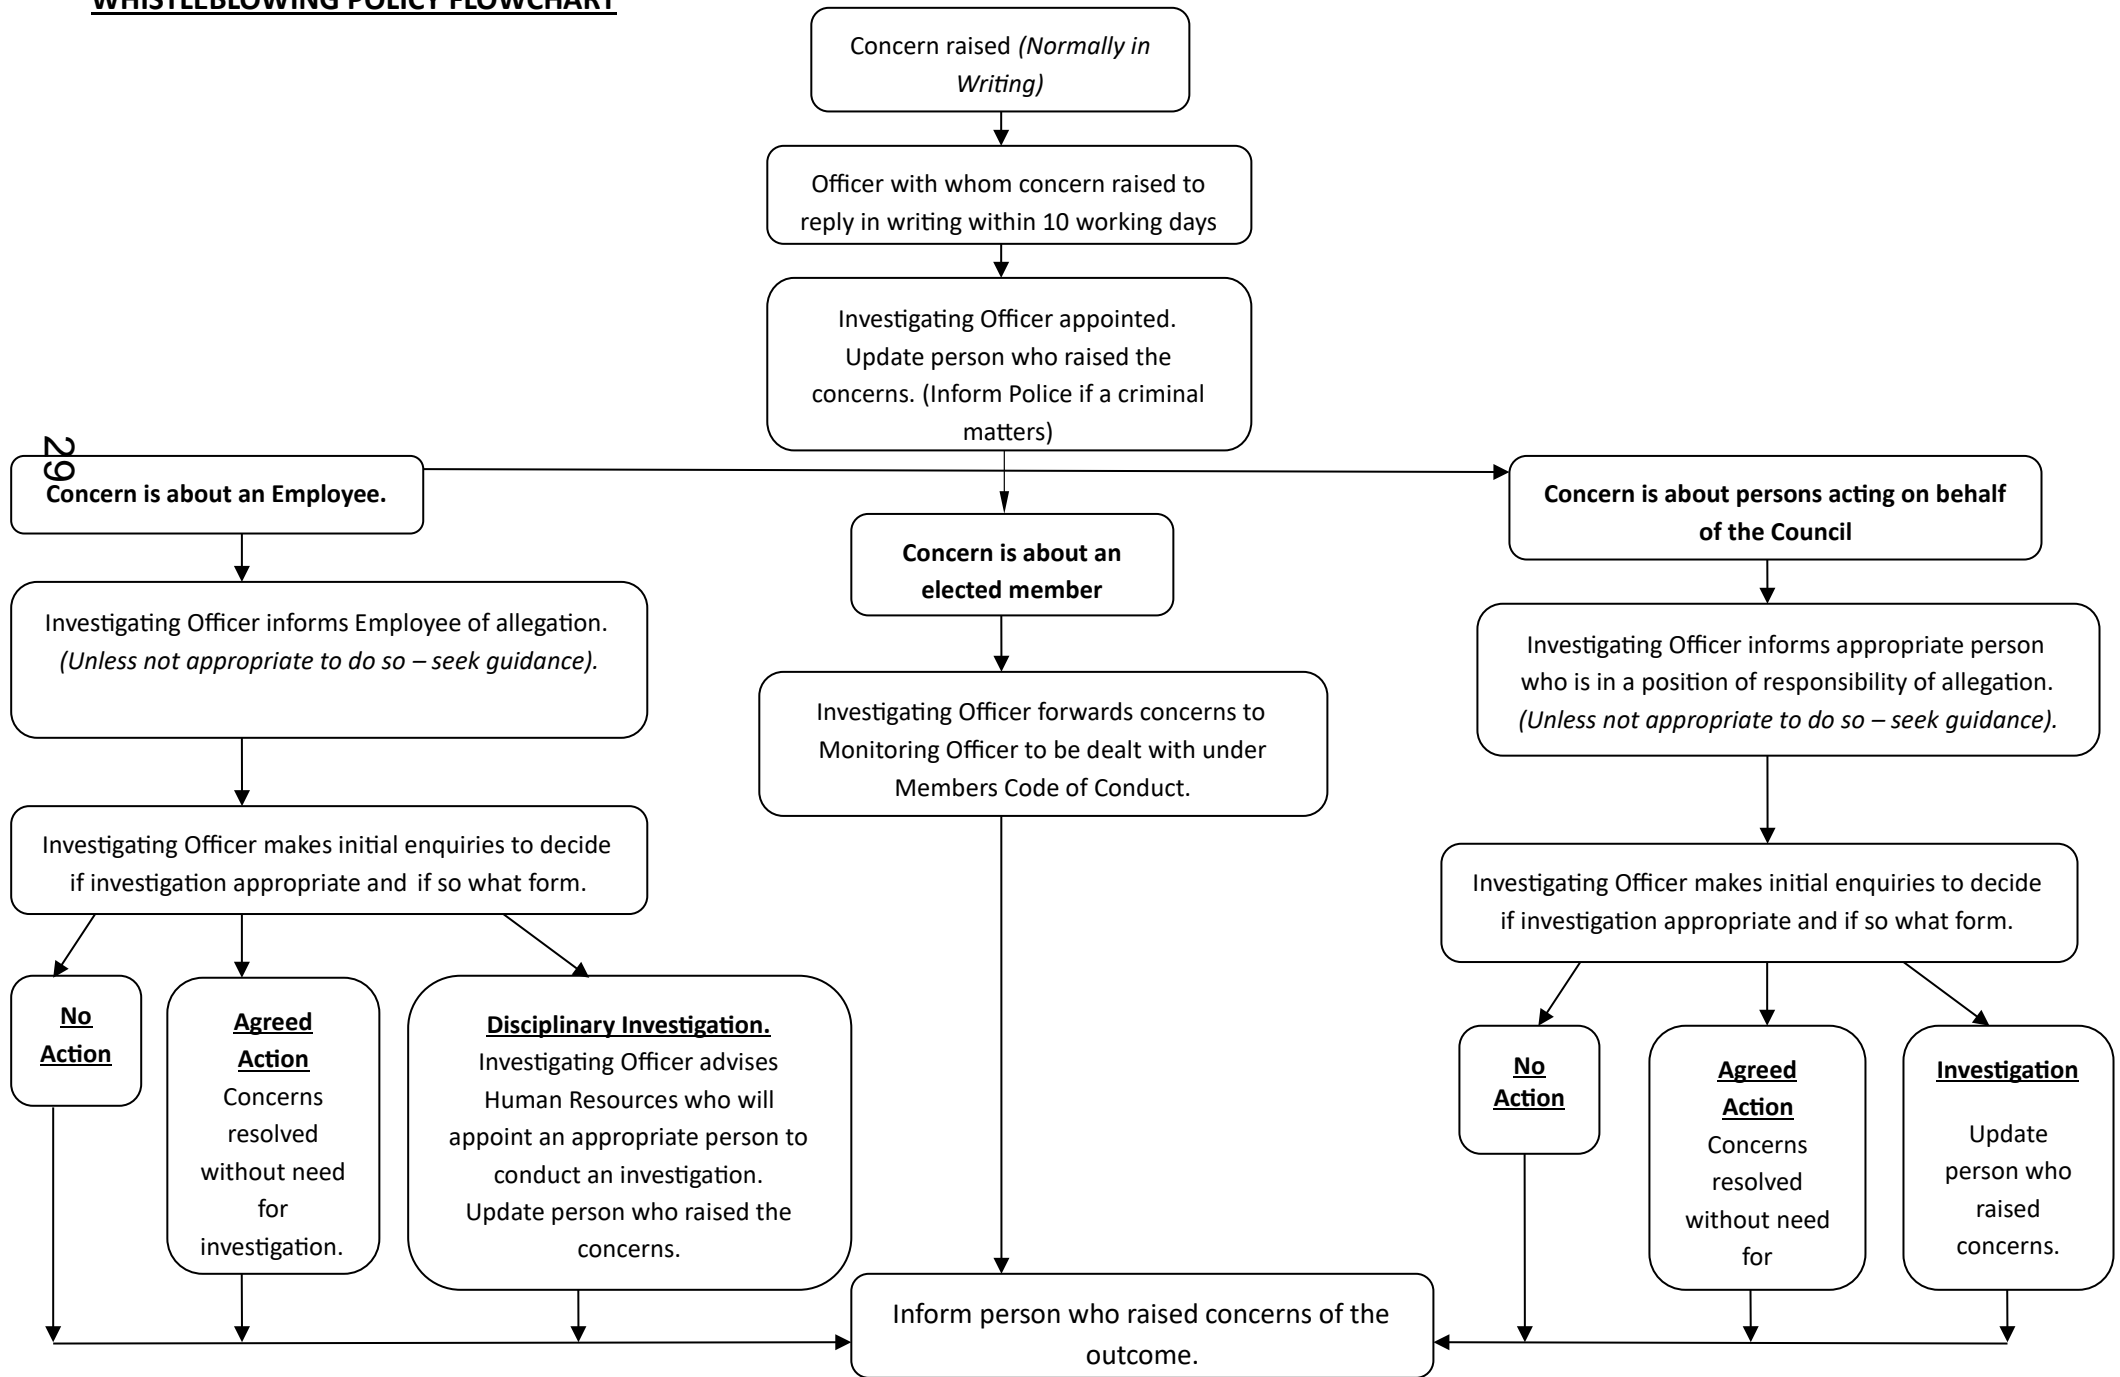 WHISTLEBLOWING POLICY FLOWCHART
Concern raised (Normally in
Writing)
Officer with whom concern raised to
reply in writing within 10 working days
Investigating Officer appointed.
Update person who raised the
concerns. (Inform Police if a criminal
matters)
29
Concern is about an Employee.
Investigating Officer informs Employee of allegation.
(Unless not appropriate to do so – seek guidance).
Investigating Officer makes initial enquiries to decide
if investigation appropriate and if so what form.
No
Action
Agreed
Action
Concerns
resolved
without need
for
investigation.
Disciplinary Investigation.
Investigating Officer advises
Human Resources who will
appoint an appropriate person to
conduct an investigation.
Update person who raised the
concerns.
Concern is about an
elected member
Investigating Officer forwards concerns to
Monitoring Officer to be dealt with under
Members Code of Conduct.
Concern is about persons acting on behalf
of the Council
Investigating Officer informs appropriate person
who is in a position of responsibility of allegation.
(Unless not appropriate to do so – seek guidance).
Investigating Officer makes initial enquiries to decide
if investigation appropriate and if so what form.
No
Action
Agreed
Action
Concerns
resolved
without need
for
Investigation
Update
person who
raised
concerns.
Inform person who raised concerns of the
outcome.